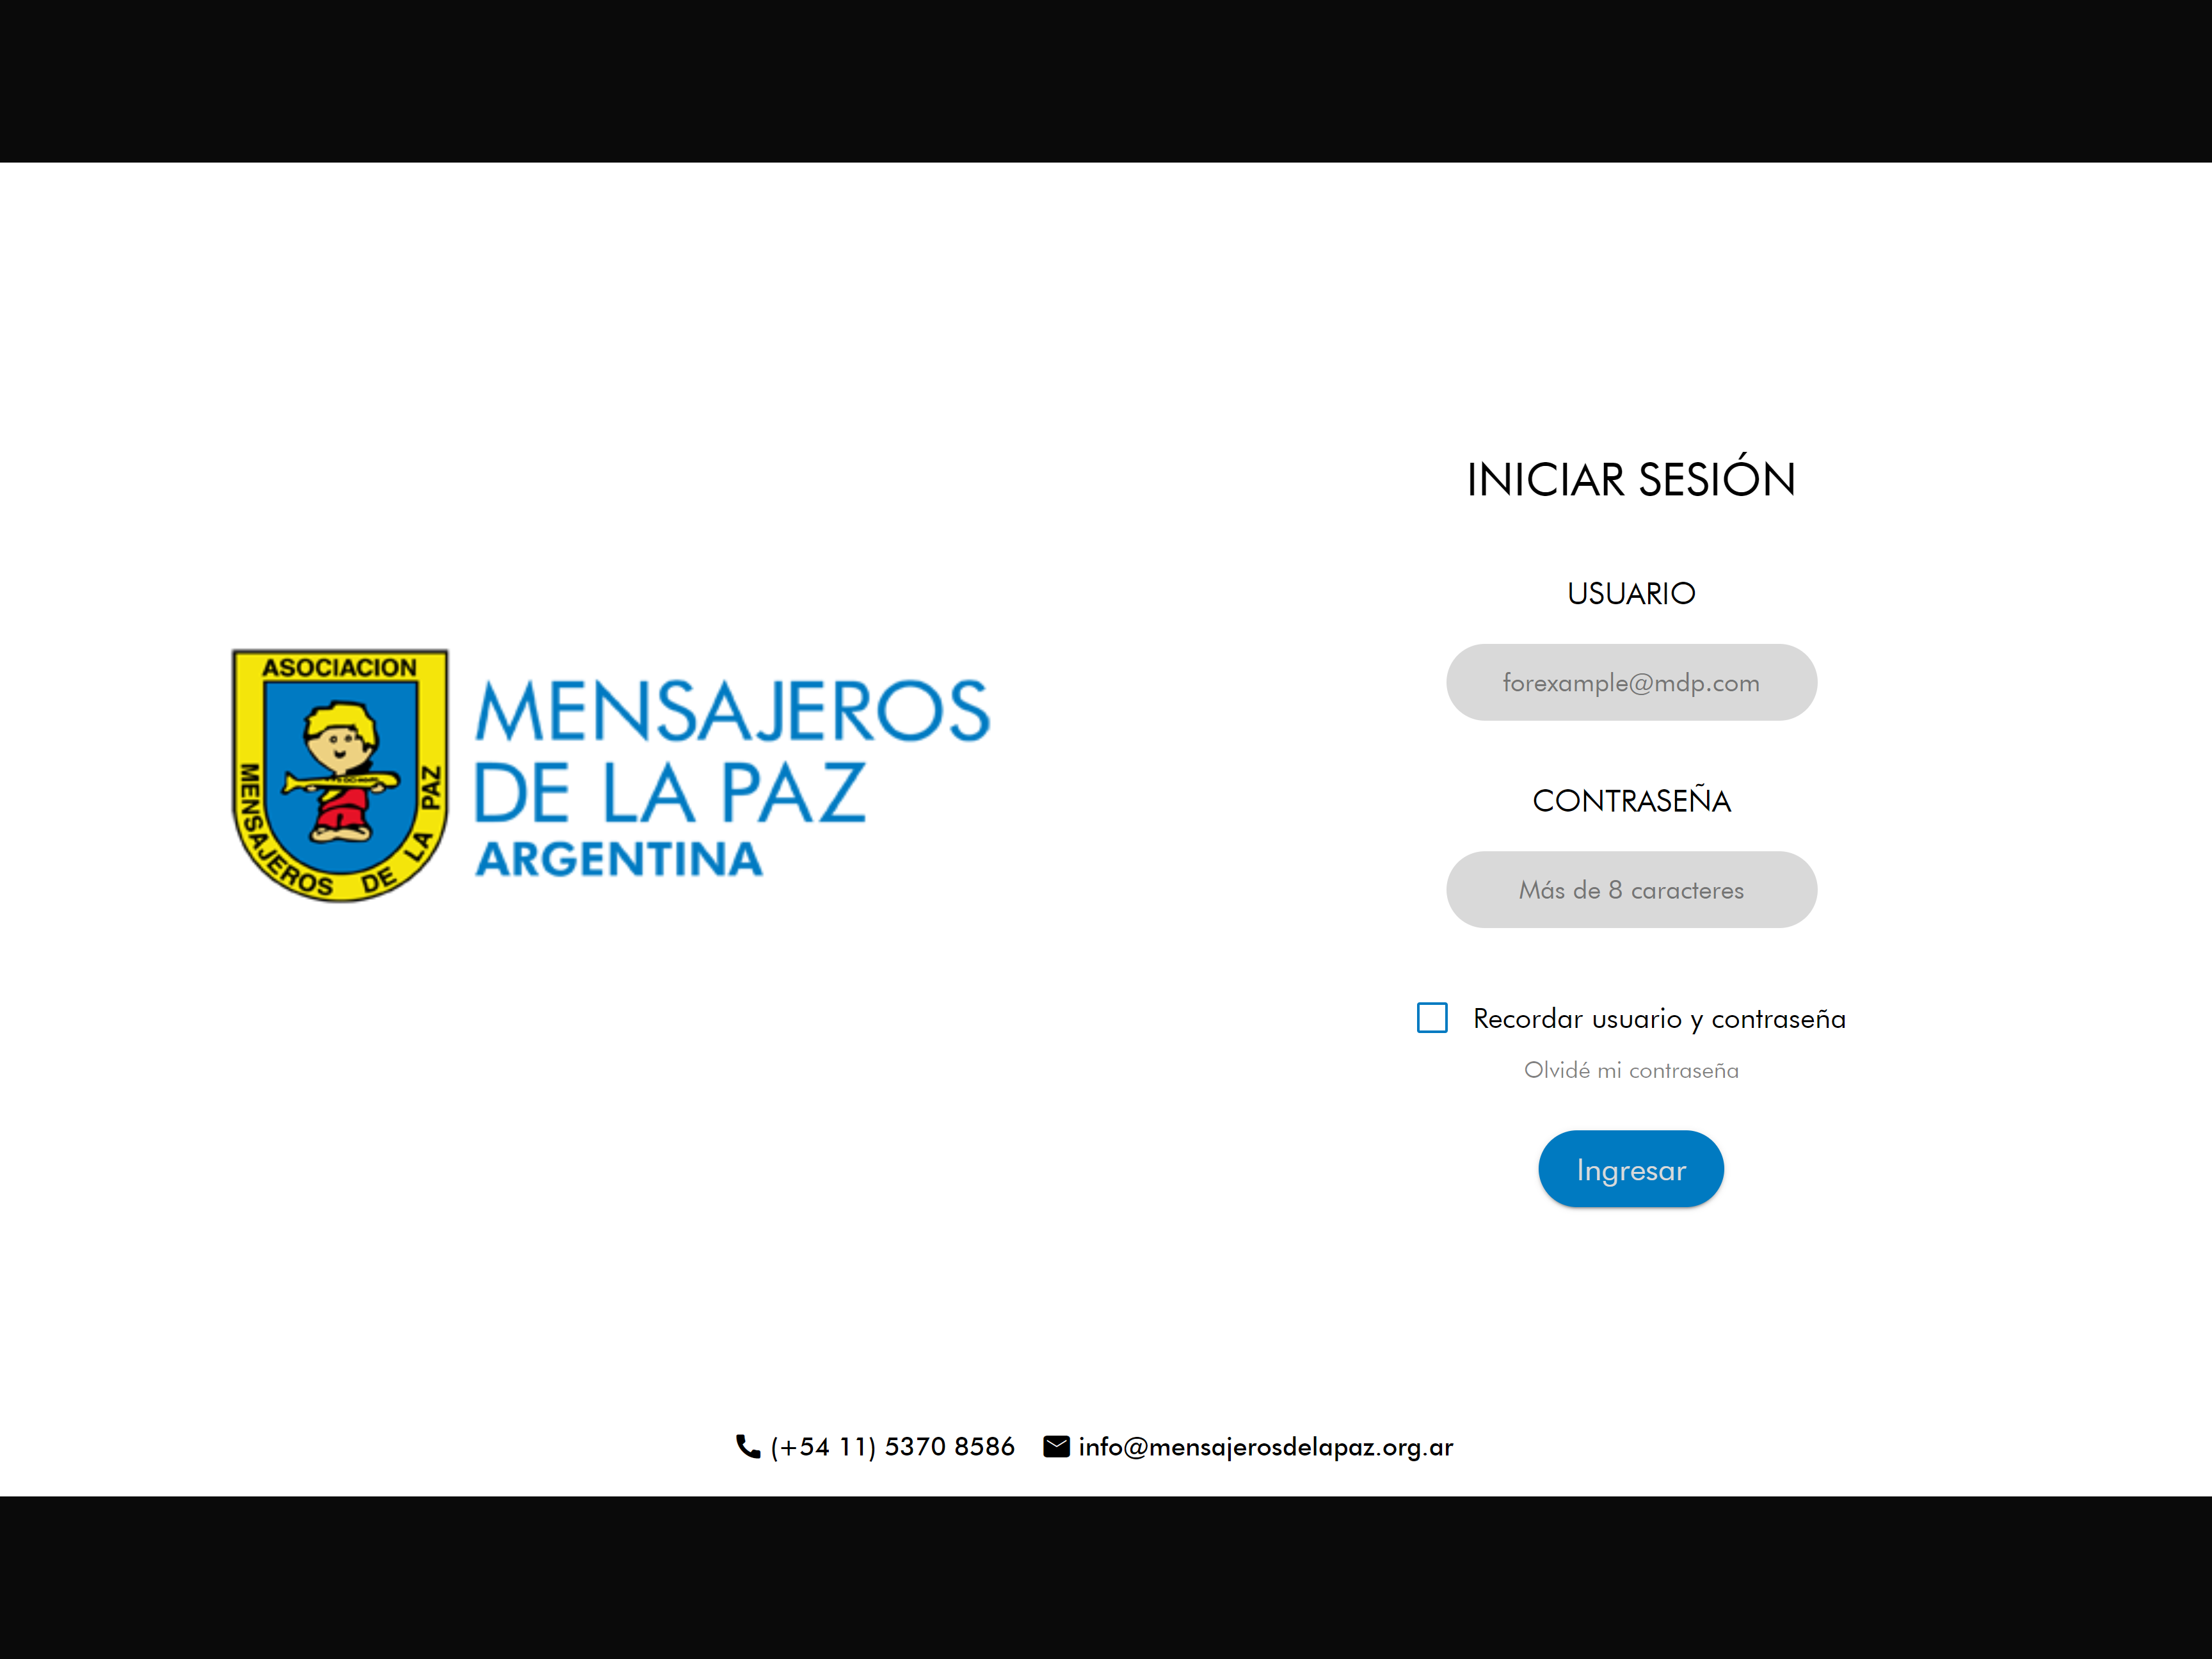 ASOCIACION
MENSAJEROS DE LA PAZ
MENSAJEROS
DE LA PAZ
ARGENTINA
INICIAR SESIÓN
USUARIO
forexample@mdp.com
CONTRASEÑA
Más de 8 caracteres
Recordar usuario y contraseña
Olvidé mi contraseña
Ingresar
(+54 11) 5370 8586 info@mensajerosdelapaz.org.ar